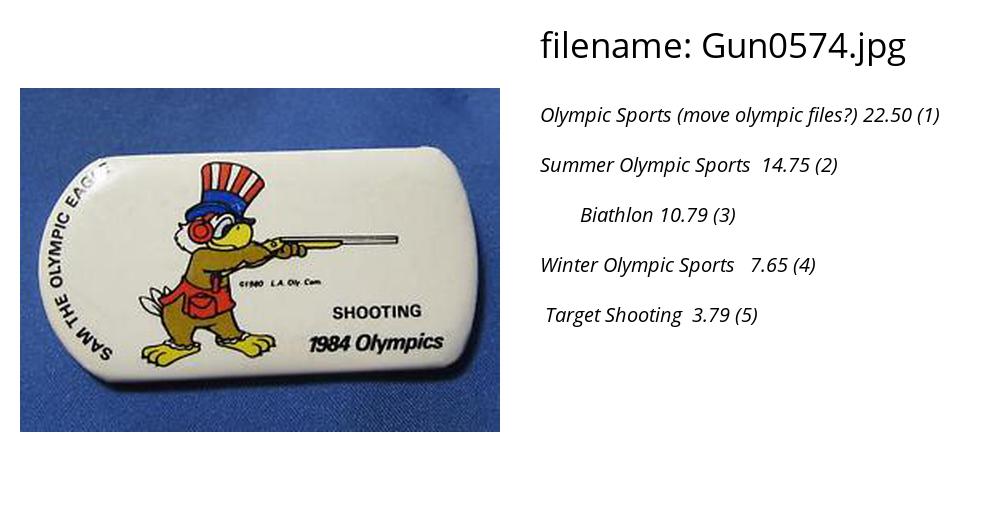 filename: Gun0574.jpg
Olympic Sports (move olympic files?) 22.50 (1)
Summer Olympic Sports 14.75 (2)
Biathlon 10.79 (3)
Winter Olympic Sports 7.65 (4)
Target Shooting 3.79 (5)
SAM THE OLYMPIC EAGLE
©1980 L.A. Oly. Com.
SHOOTING
1984 Olympics